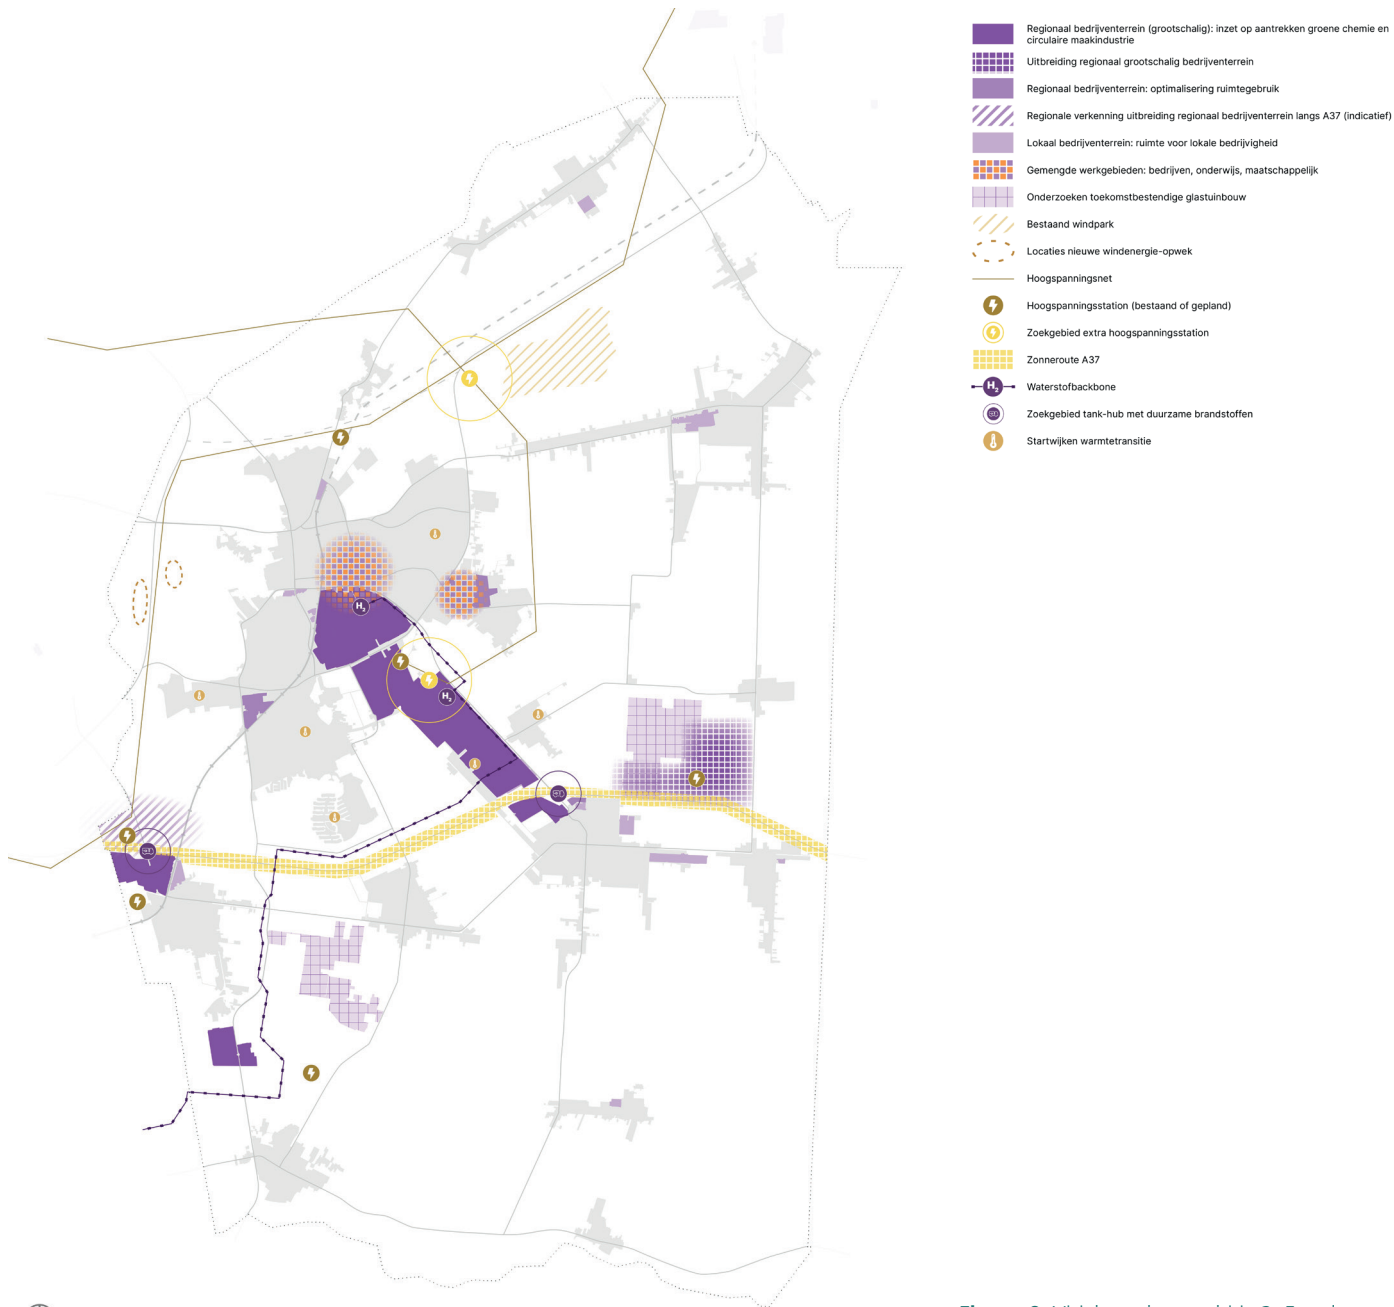 Regionaal bedrijventerrein (grootschalig): inzet op aantrekken groene chemie en
circulaire maakindustrie
Uitbreiding regionaal grootschalig bedrijventerrein
Regionaal bedrijventerrein: optimalisering ruimtegebruik
Regionale verkenning uitbreiding regionaal bedrijventerrein langs A37 (indicatief)
Lokaal bedrijventerrein: ruimte voor lokale bedrijvigheid
Gemengde werkgebieden: bedrijven, onderwijs, maatschappelijk
Onderzoeken toekomstbestendige glastuinbouw
Bestaand windpark
Locaties nieuwe windenergie-opwek
Hoogspanningsnet
Hoogspanningsstation (bestaand of gepland)
Zoekgebied extra hoogspanningsstation
Zonneroute A37
H2 Waterstofbackbone
Zoekgebied tank-hub met duurzame brandstoffen
Startwijken warmtetransitie
H2
H2